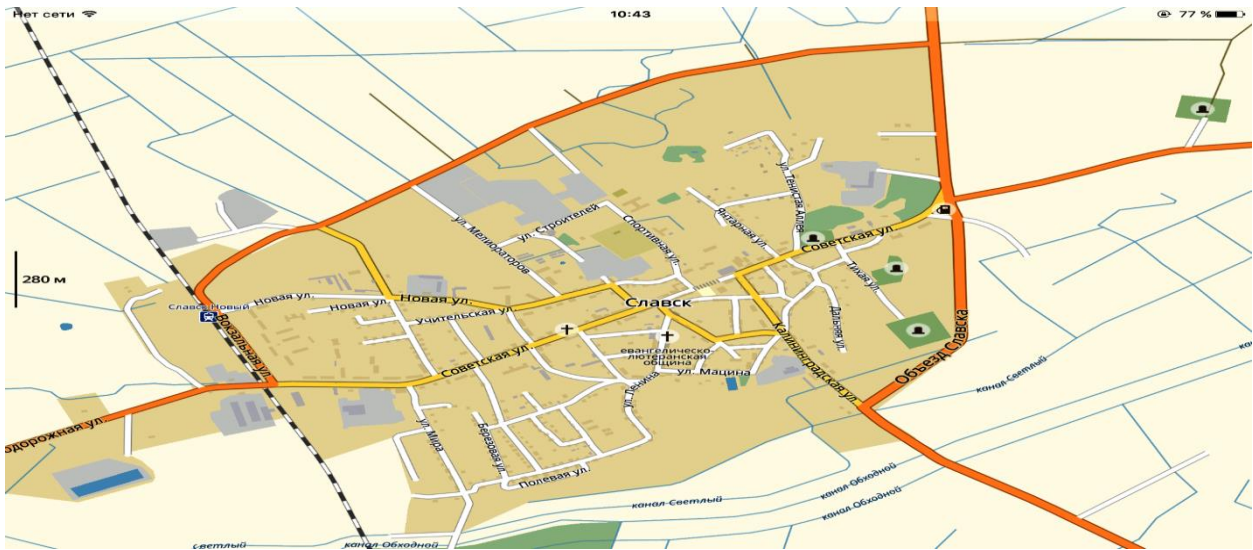 Нет сети
10:43
77 %
ул. Тенистая Аллея
ул. Строителей
ул. Мелиораторов
Спортивная ул.
Янтарная ул.
Советская ул.
Тихая ул.
280 м
Славск-Новый
Новая ул.
Новая ул.
Новая ул.
Учительская ул.
Славск
Вокзальная ул.
Советская ул.
евангелическо-
лютеранская
община
Калининградская ул.
Дальняя ул.
Объезд Славска
ул. Мацина
ул. Ленина
канал Светлый
канал
одорожная ул.
ул. Мира
Березовая ул.
Полевая ул.
канал Обходной
канал Обходной
канал Светлый
светлый
канал Обходной